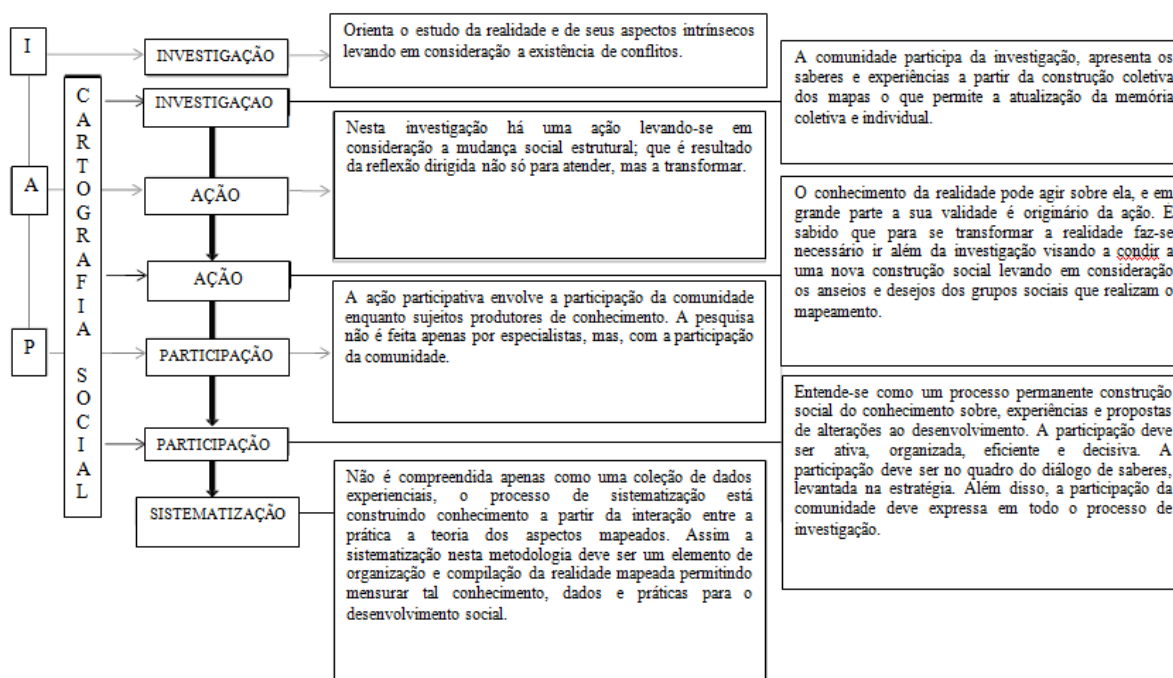 I
INVESTIGAÇÃO
Orienta o estudo da realidade e de seus aspectos intrínsecos
levando em consideração a existência de conflitos.
CARTOGRAFIA SOCIAL
INVESTIGAÇAO
A comunidade participa da investigação, apresenta os
saberes e experiências a partir da construção coletiva
dos mapas o que permite a atualização da memória
coletiva e individual.
A
AÇÃO
Nesta investigação há uma ação levando-se em
consideração a mudança social estrutural; que é resultado
da reflexão dirigida não só para atender, mas a transformar.
AÇÃO
O conhecimento da realidade pode agir sobre ela, e em
grande parte a sua validade é originário da ação. É
sabido que para se transformar a realidade faz-se
necessário ir além da investigação visando a condir a
uma nova construção social levando em consideração
os anseios e desejos dos grupos sociais que realizam o
mapeamento.
P
PARTICIPAÇÃO
A ação participativa envolve a participação da comunidade
enquanto sujeitos produtores de conhecimento. A pesquisa
não é feita apenas por especialistas, mas, com a participação
da comunidade.
PARTICIPAÇÃO
Entende-se como um processo permanente construção
social do conhecimento sobre, experiências e propostas
de alterações ao desenvolvimento. A participação deve
ser ativa, organizada, eficiente e decisiva. A
participação deve ser no quadro do diálogo de saberes,
levantada na estratégia. Além disso, a participação da
comunidade deve expressa em todo o processo de
investigação.
SISTEMATIZAÇÃO
Não é compreendida apenas como uma coleção de dados
experienciais, o processo de sistematização está
construindo conhecimento a partir da interação entre a
prática a teoria dos aspectos mapeados. Assim a
sistematização nesta metodologia deve ser um elemento de
organização e compilação da realidade mapeada permitindo
mensurar tal conhecimento, dados e práticas para o
desenvolvimento social.